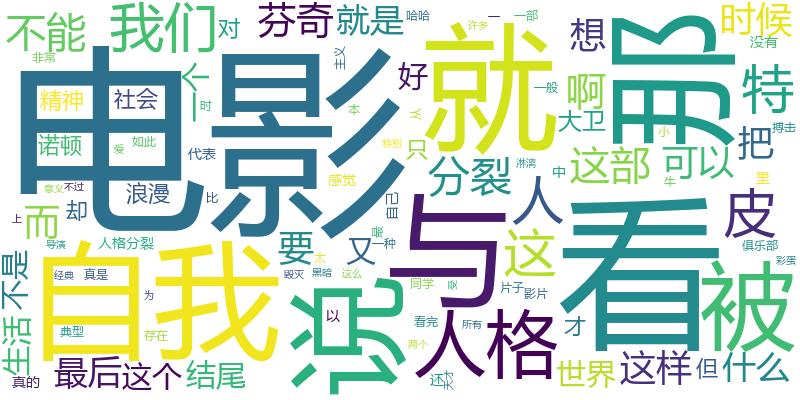 不能
我们
对
芬奇
就是
哈哈
许多
一
一部
想
那
时候
没有
非常
电影
一个
主义
好
就
啊
特
精神
社会
时
本
丫
一般
大卫
搏击
诺顿
爱
如此
代表
只
特别
小
把
分裂
这部
可以
浪漫
比
感觉
自己
淋漓
中
牛
里
意义
不过
上
而
却
人
皮
导演
人格分裂
要
太
又
一种
最
与
这
看
俱乐部
彩蛋
不是
自我
经典
真是
毁灭
黑暗
这么
说
同学
变
片子
影片
被
为
以
生活
典型
存在
看完
所有
才
人格
两个
还
真的
最后
这个
结尾
世界
这样
但
什么